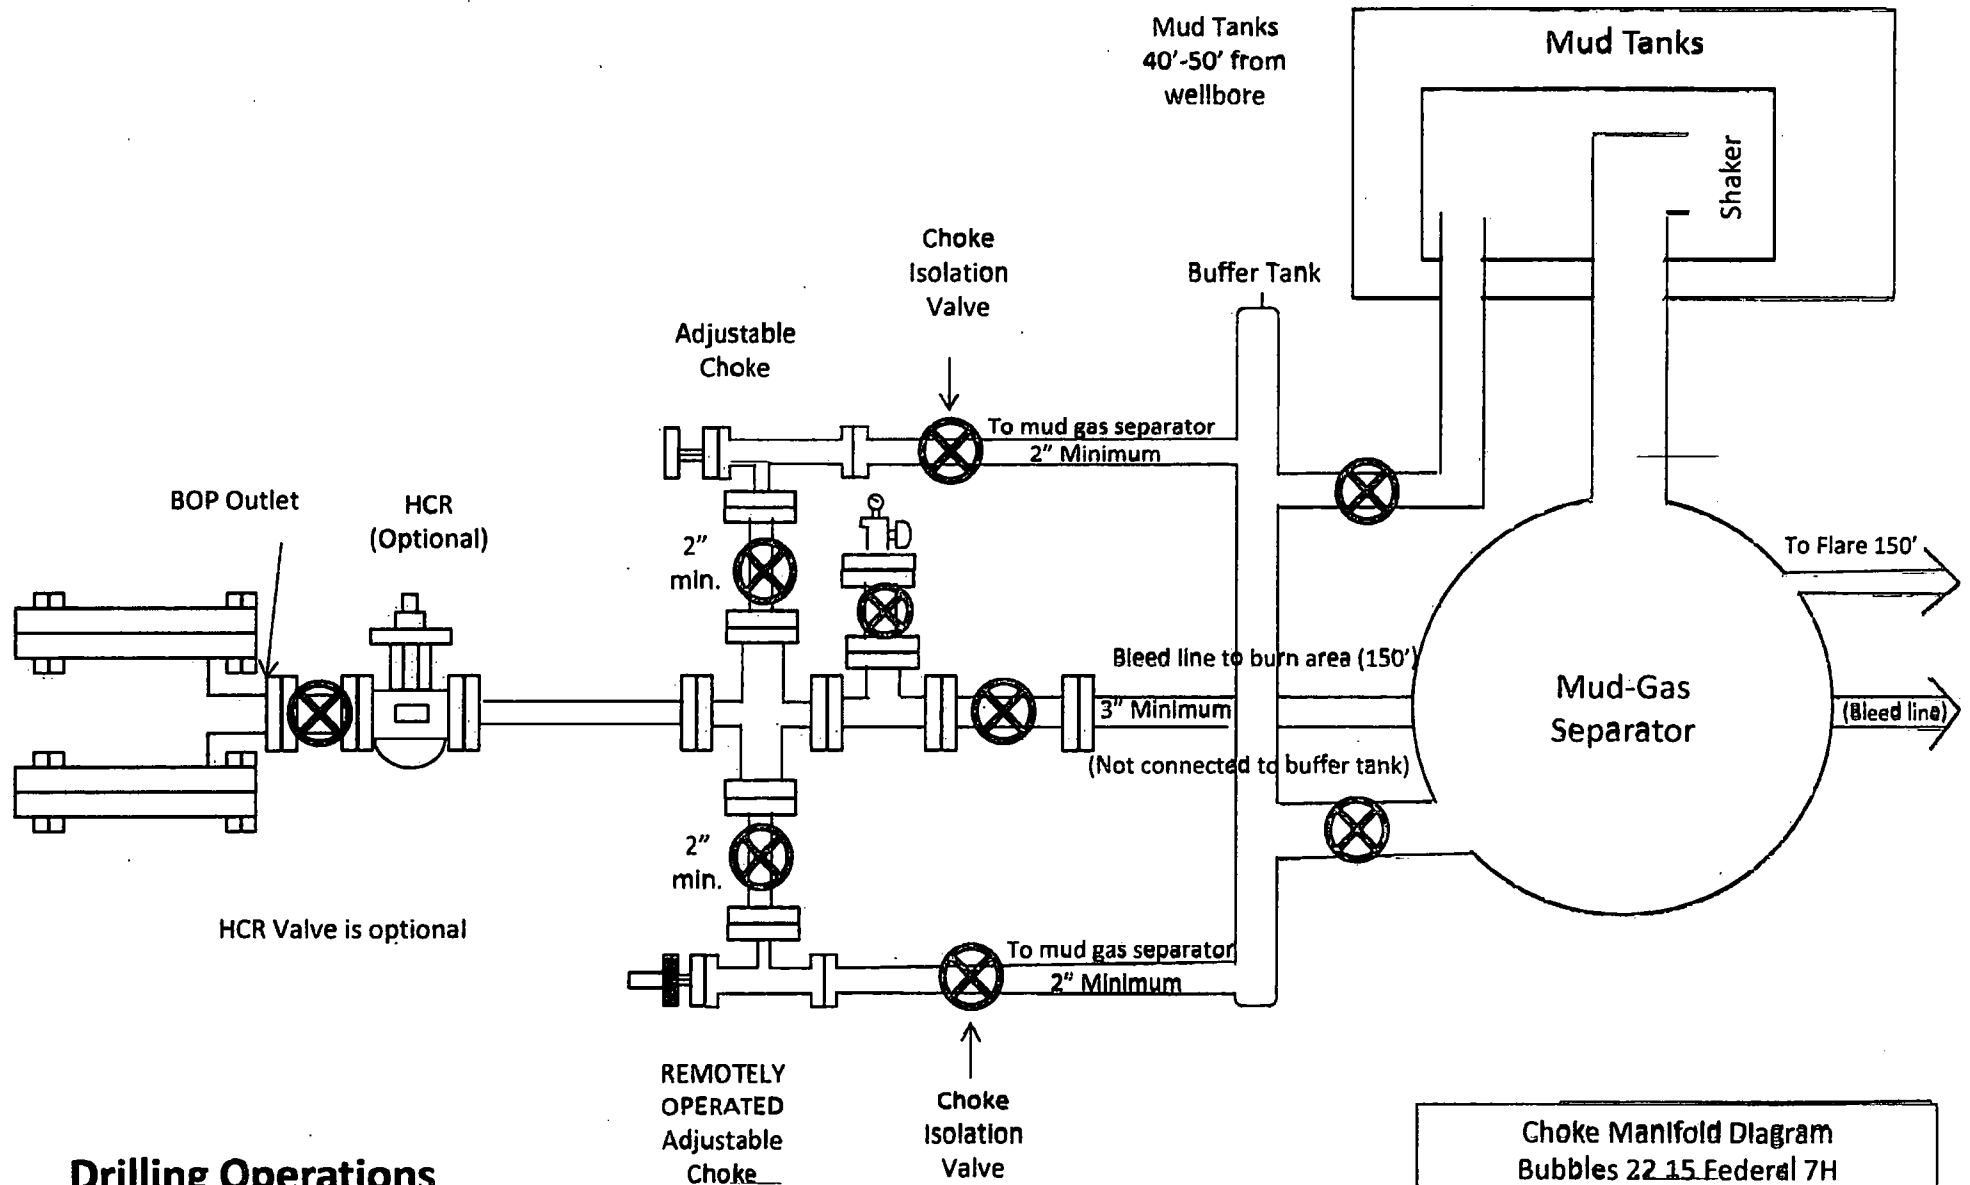 Mud Tanks
40'-50' from
wellbore
Mud Tanks
Shaker
Choke
Isolation
Valve
Buffer Tank
Adjustable
Choke
To mud gas separator
2" Minimum
BOP Outlet
HCR
(Optional)
2"
min.
To Flare 150'
Bleed line to burn area (150')
3" Minimum
(Not connected to buffer tank)
Mud-Gas
Separator
(Bleed line)
2"
min.
HCR Valve is optional
To mud gas separator
2" Minimum
REMOTELY
OPERATED
Adjustable
Choke
Choke
Isolation
Valve
Drilling Operations
Choke Manifold Diagram
Bubbles 22 15 Federal 7H